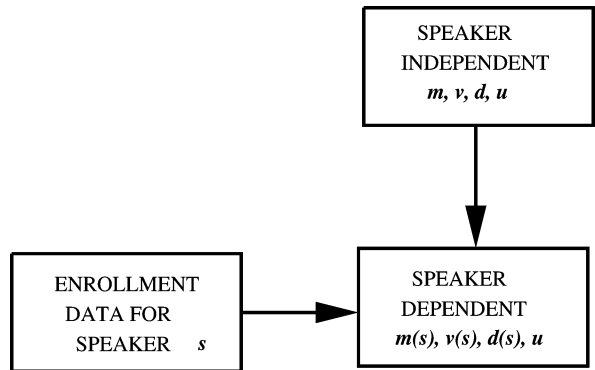 SPEAKER
INDEPENDENT
m, v, d, u
ENROLLMENT
DATA FOR
SPEAKER s
SPEAKER
DEPENDENT
m(s), v(s), d(s), u